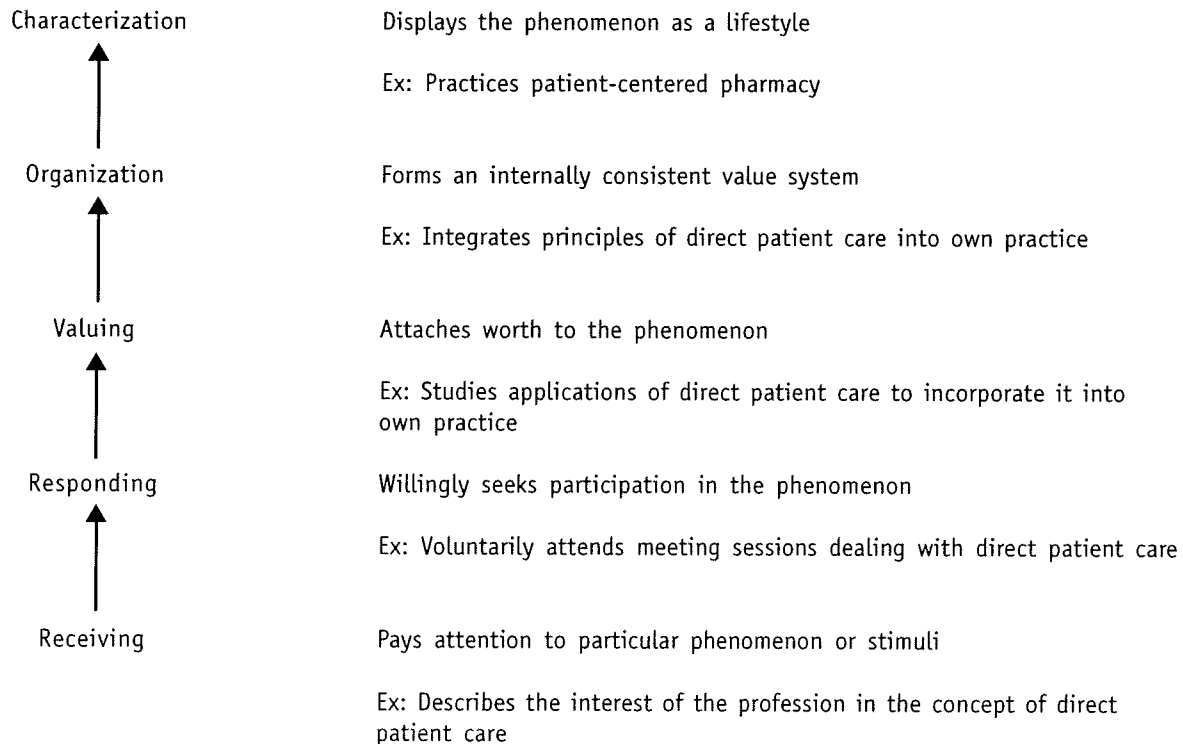 Characterization
Displays the phenomenon as a lifestyle
Ex: Practices patient-centered pharmacy
Organization
Forms an internally consistent value system
Ex: Integrates principles of direct patient care into own practice
Valuing
Attaches worth to the phenomenon
Ex: Studies applications of direct patient care to incorporate it into
own practice
Responding
Willingly seeks participation in the phenomenon
Ex: Voluntarily attends meeting sessions dealing with direct patient care
Receiving
Pays attention to particular phenomenon or stimuli
Ex: Describes the interest of the profession in the concept of direct
patient care